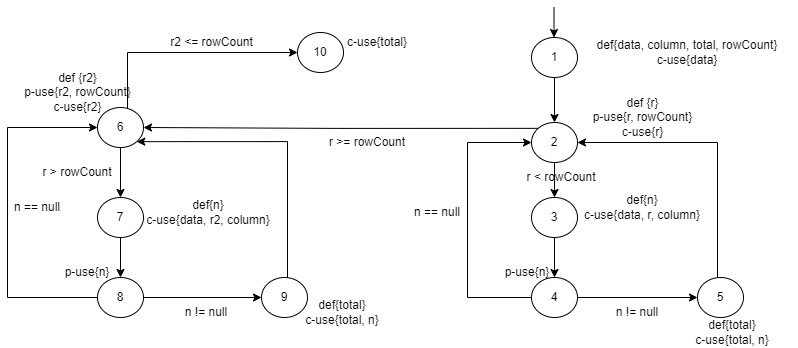 r2 <= rowCount
10
c-use{total}
1
def{data, column, total, rowCount}
c-use{data}
def {r2}
p-use{r2, rowCount}
c-use{r2}
6
def {r}
p-use{r, rowCount}
c-use{r}
2
r >= rowCount
r > rowCount
r < rowCount
n == null
7
def{n}
c-use{data, r2, column}
n == null
3
def{n}
c-use{data, r, column}
p-use{n}
8
n != null
9
def{total}
c-use{total, n}
p-use{n}
4
n != null
5
def{total}
c-use{total, n}